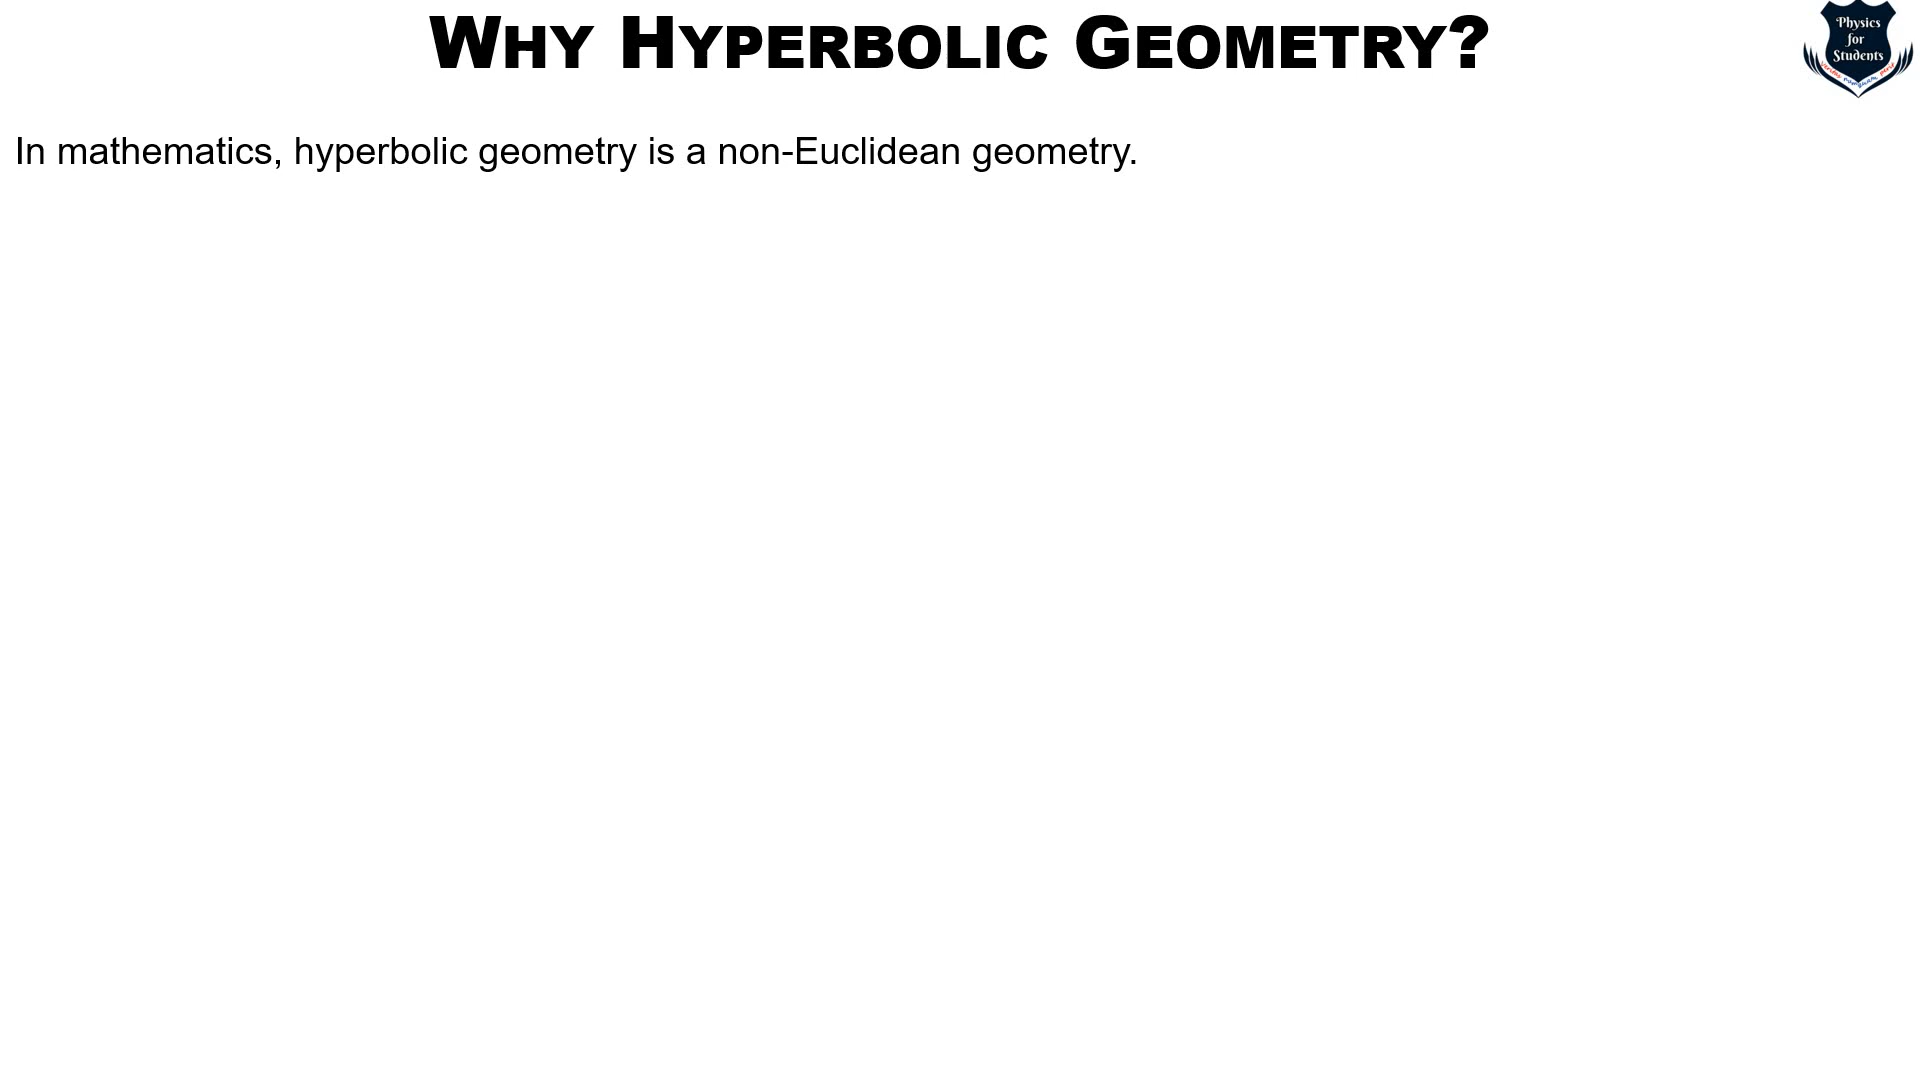 WHY HYPERBOLIC GEOMETRY?
Physics
for
Students
In mathematics, hyperbolic geometry is a non-Euclidean geometry.